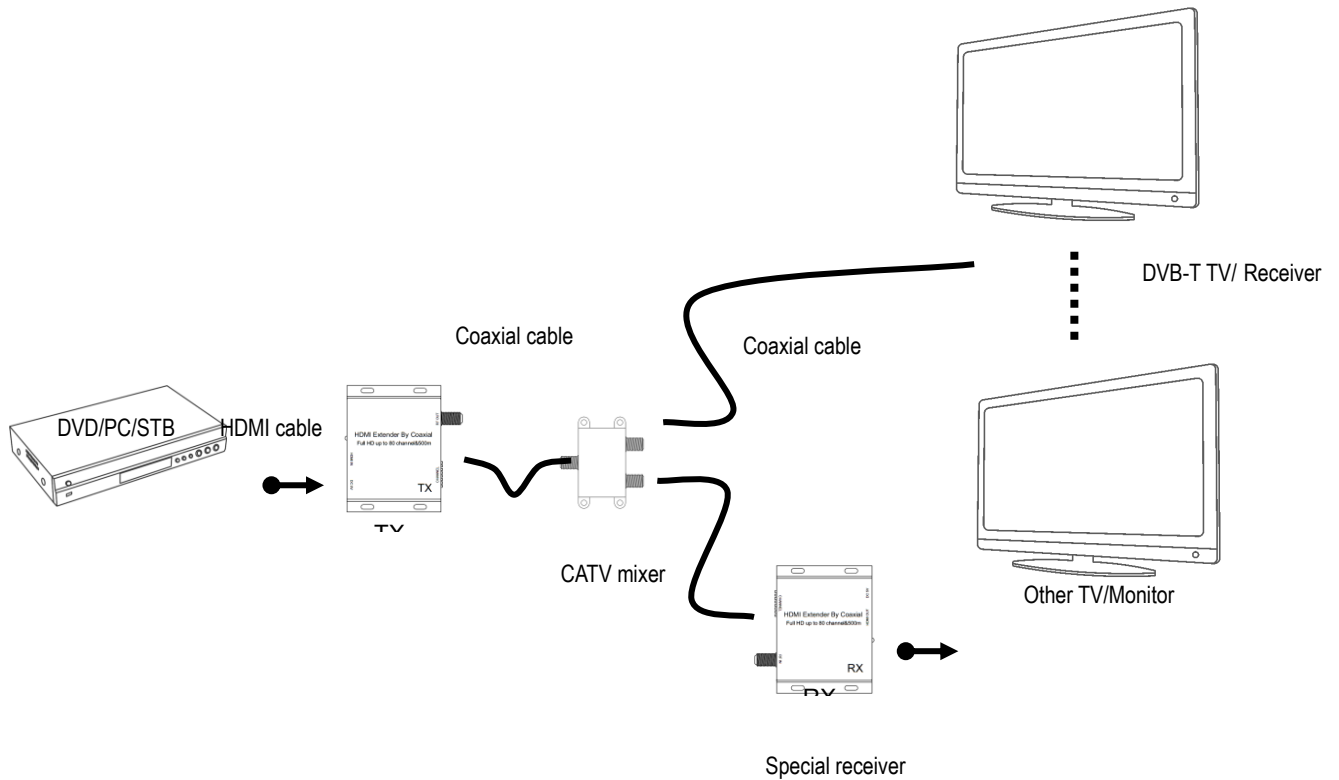 DVB-T TV/ Receiver
Coaxial cable
Coaxial cable
DVD/PC/STB
HDMI cable
HDMI Extender By Coaxial
Full HD up to 80 channel&500m
TX
TX
CATV mixer
Other TV/Monitor
HDMI Extender By Coaxial
Full HD up to 80 channel&500m
RX
RX
Special receiver